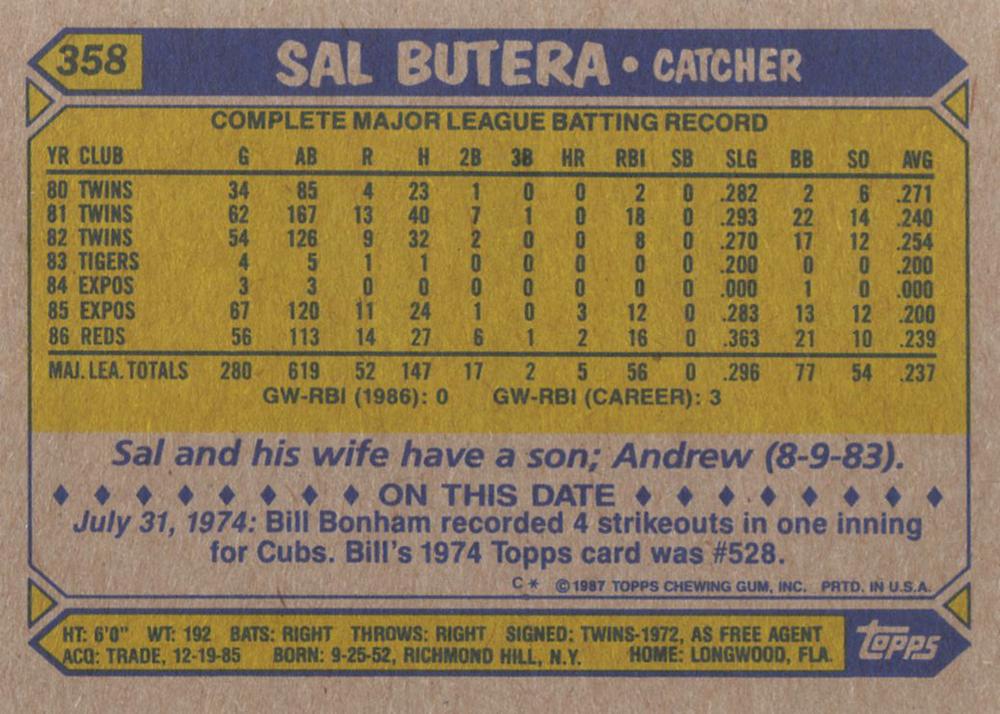 358 SAL BUTERA • CATCHER
COMPLETE MAJOR LEAGUE BATTING RECORD
YR CLUB G AB R H 2B 3B HR RBI SB SLG BB SO AVG
80 TWINS 34 85 4 23 1 0 0 2 0 .282 2 6 .271
81 TWINS 62 167 13 40 7 1 0 18 0 .293 22 14 .240
82 TWINS 54 126 9 32 2 0 0 8 0 .270 17 12 .254
83 TIGERS 4 5 1 1 0 0 0 0 0 .200 0 0 .200
84 EXPOS 3 3 0 0 0 0 0 0 0 .000 1 0 .000
85 EXPOS 67 120 11 24 1 0 3 12 0 .283 13 12 .200
86 REDS 56 113 14 27 6 1 2 16 0 .363 21 10 .239
MAJ. LEA. TOTALS 280 619 52 147 17 2 5 56 0 .296 77 54 .237
GW-RBI (1986): 0 GW-RBI (CAREER): 3
Sal and his wife have a son; Andrew (8-9-83).
♦ ♦ ♦ ♦ ♦ ♦ ♦ ♦ ON THIS DATE ♦ ♦ ♦ ♦ ♦ ♦ ♦ ♦
July 31, 1974: Bill Bonham recorded 4 strikeouts in one inning
for Cubs. Bill's 1974 Topps card was #528.
C* ©1987 TOPPS CHEWING GUM, INC. PRTD. IN U.S.A.
HT: 6'0" WT: 192 BATS: RIGHT THROWS: RIGHT SIGNED: TWINS-1972, AS FREE AGENT
ACQ: TRADE, 12-19-85 BORN: 9-25-52, RICHMOND HILL, N.Y. HOME: LONGWOOD, FLA.
Topps